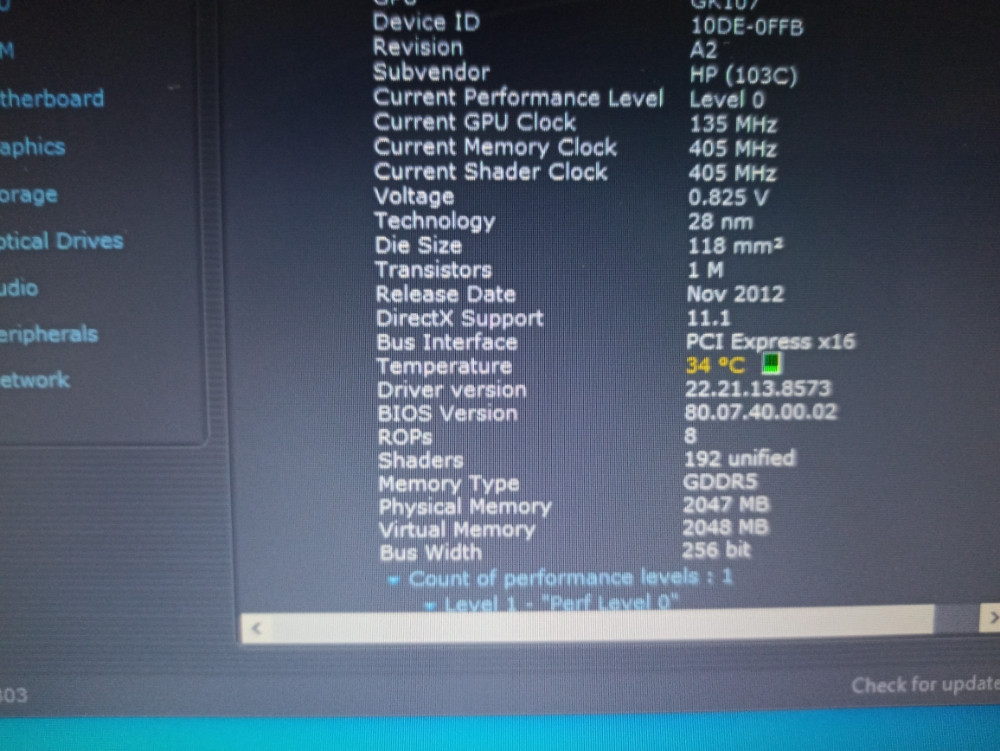 GK107
Device ID 10DE-0FFB
Revision A2
Subvendor HP (103C)
Current Performance Level Level 0
Current GPU Clock 135 MHz
Current Memory Clock 405 MHz
Current Shader Clock 405 MHz
Voltage 0.825 V
Technology 28 nm
Die Size 118 mm²
Transistors 1 M
Release Date Nov 2012
DirectX Support 11.1
Bus Interface PCI Express x16
Temperature 34 °C
Driver version 22.21.13.8573
BIOS Version 80.07.40.00.02
ROPs 8
Shaders 192 unified
Memory Type GDDR5
Physical Memory 2047 MB
Virtual Memory 2048 MB
Bus Width 256 bit
Count of performance levels : 1
Level 1 - "Perf Level 0"
M
therboard
aphics
orage
ptical Drives
udio
eripherals
etwork
303
Check for update